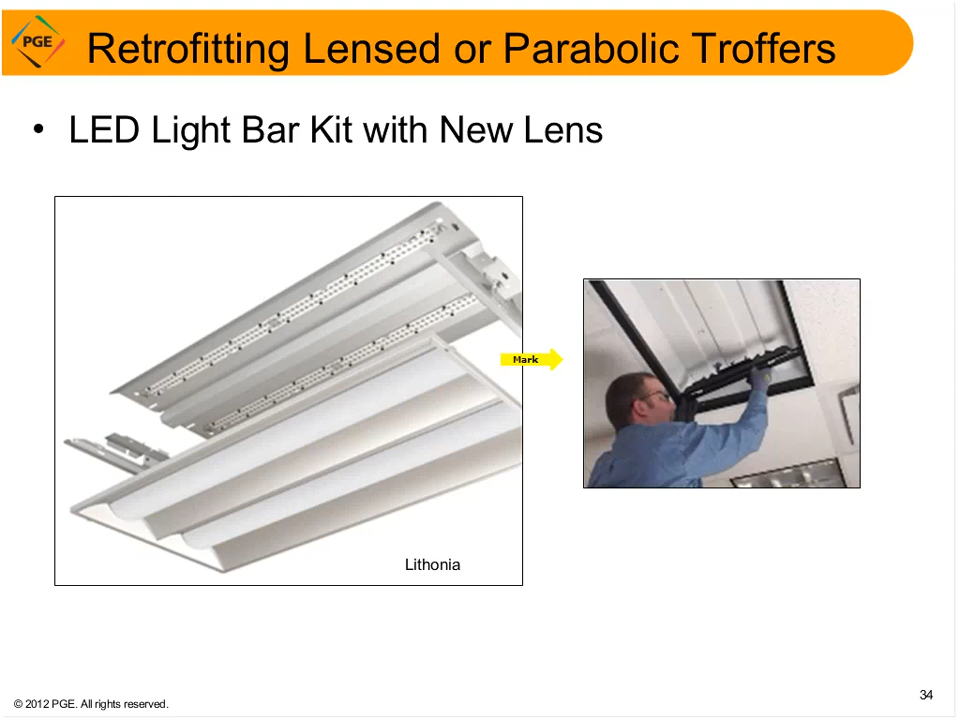 PGE
Retrofitting Lensed or Parabolic Troffers
• LED Light Bar Kit with New Lens
Mark
Lithonia
© 2012 PGE. All rights reserved.
34